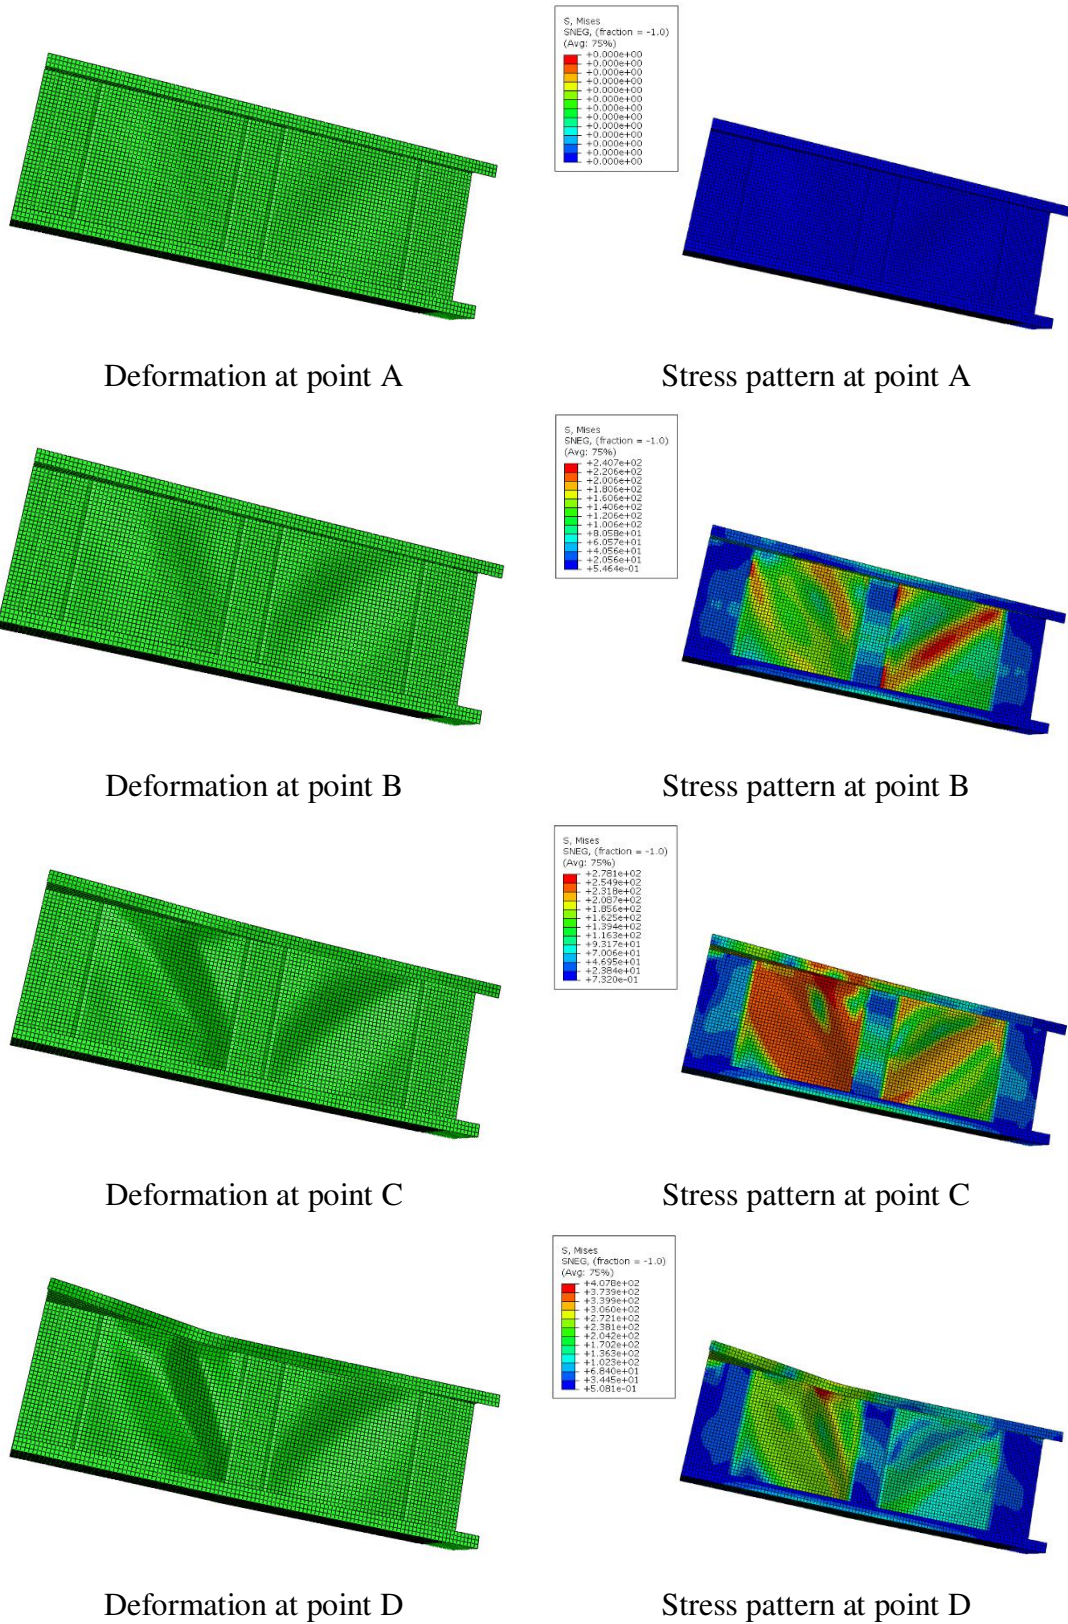 S, Mises
SNEG, (fraction = -1.0)
(Avg: 75%)
+0.000e+00
+0.000e+00
+0.000e+00
+0.000e+00
+0.000e+00
+0.000e+00
+0.000e+00
+0.000e+00
+0.000e+00
+0.000e+00
+0.000e+00
+0.000e+00
+0.000e+00
Deformation at point A
Stress pattern at point A
S, Mises
SNEG, (fraction = -1.0)
(Avg: 75%)
+2.407e+02
+2.206e+02
+2.006e+02
+1.806e+02
+1.606e+02
+1.406e+02
+1.206e+02
+1.006e+02
+8.058e+01
+6.057e+01
+4.056e+01
+2.056e+01
+5.464e-01
Deformation at point B
Stress pattern at point B
S, Mises
SNEG, (fraction = -1.0)
(Avg: 75%)
+2.781e+02
+2.549e+02
+2.318e+02
+2.087e+02
+1.856e+02
+1.625e+02
+1.394e+02
+1.163e+02
+9.317e+01
+7.006e+01
+4.695e+01
+2.384e+01
+7.320e-01
Deformation at point C
Stress pattern at point C
S, Mises
SNEG, (fraction = -1.0)
(Avg: 75%)
+4.078e+02
+3.739e+02
+3.399e+02
+3.060e+02
+2.721e+02
+2.381e+02
+2.042e+02
+1.702e+02
+1.363e+02
+1.023e+02
+6.840e+01
+3.445e+01
+5.081e-01
Deformation at point D
Stress pattern at point D